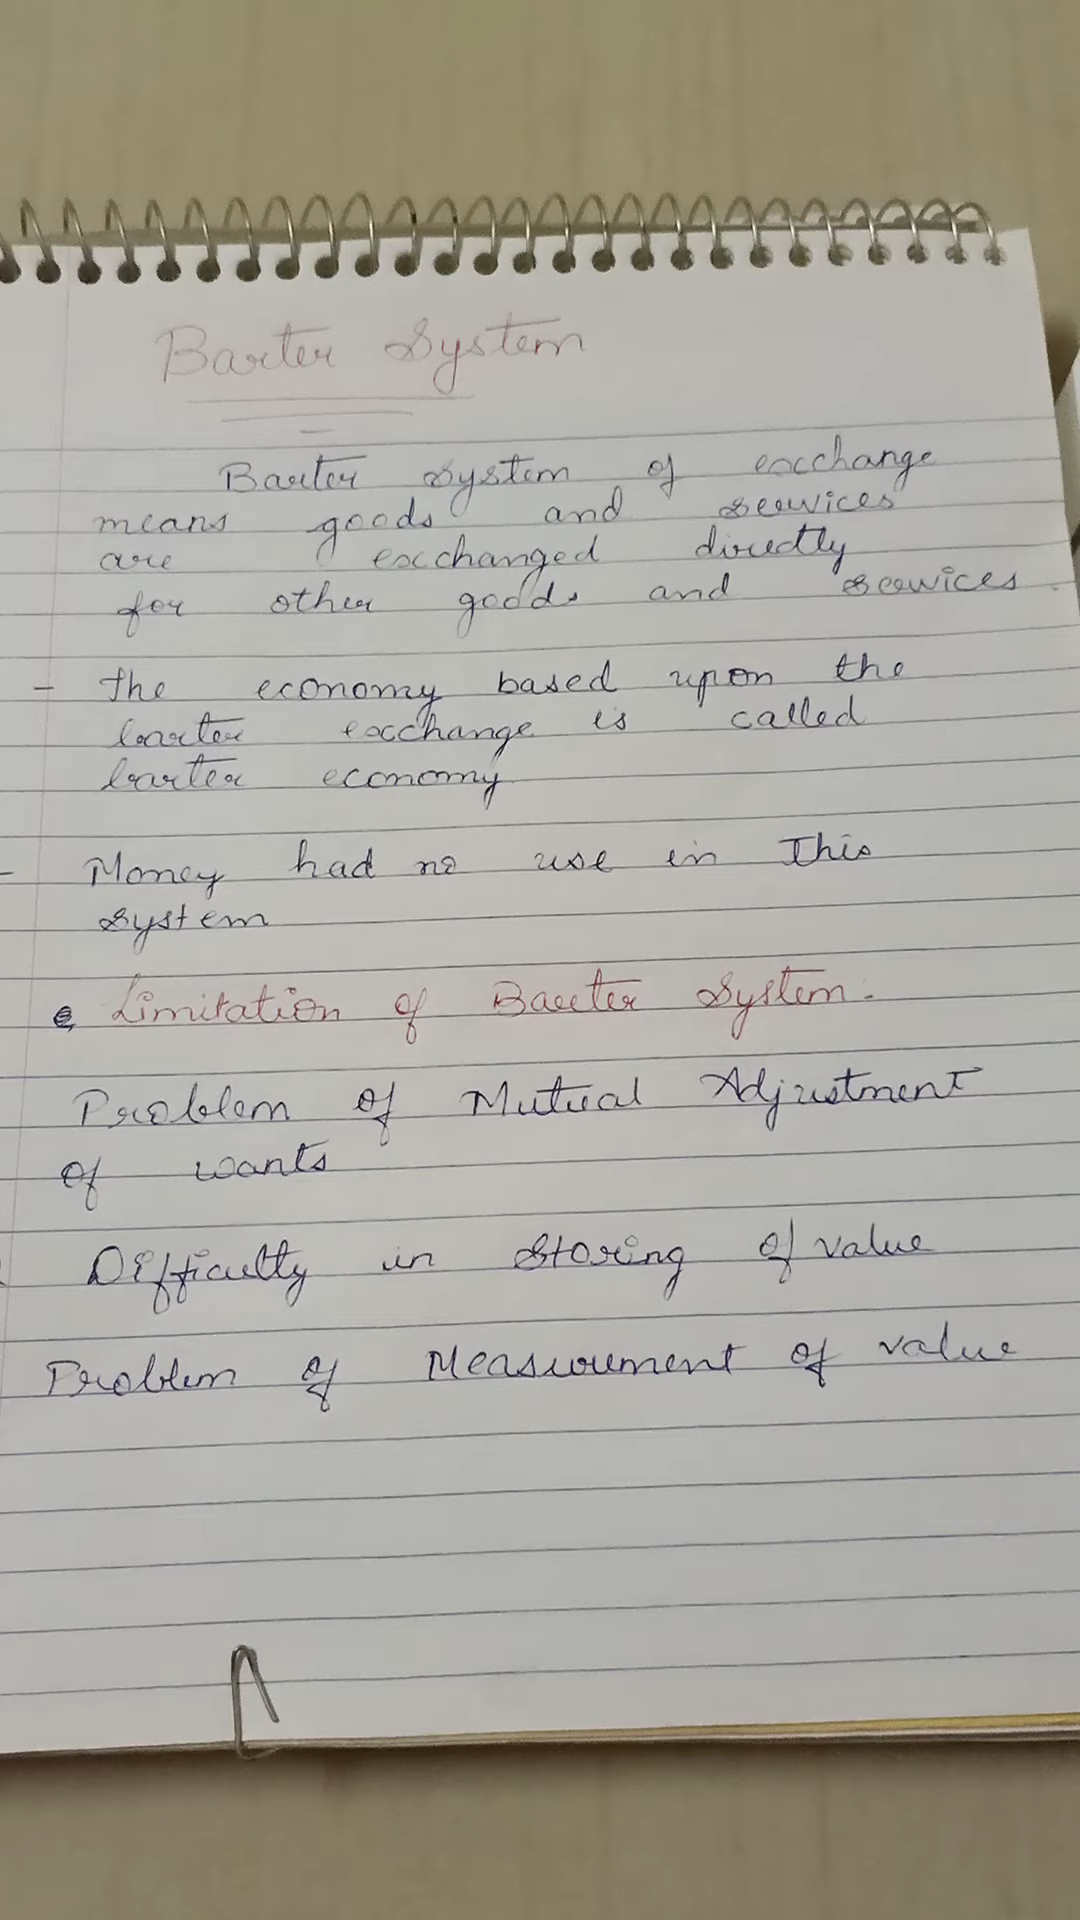 Barter System
Barter system of exchange
means goods and services
are exchanged directly
for other goods and services.
- The economy based upon the
barter exchange is called
barter economy
- Money had no use in This
system
Limitation of Barter System.
Problem of Mutual Adjustment
of wants
Difficulty in Storing of value
Problem of Measurement of value